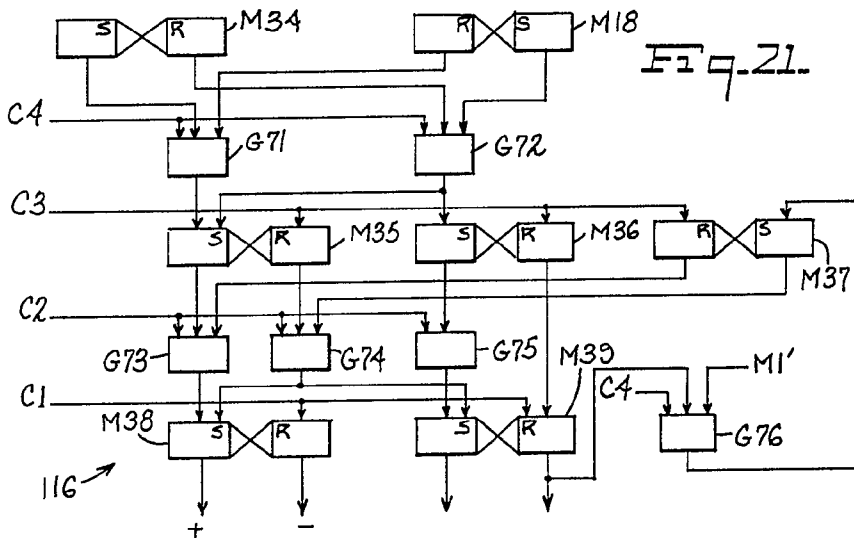 S R M34 R S M18
Fig. 21.
C4
G71 G72
C3
S R M35 S R M36 R S M37
C2
G73 G74 G75 M39 M1'
C4
C1
M38 S R S R G76
116
+ -